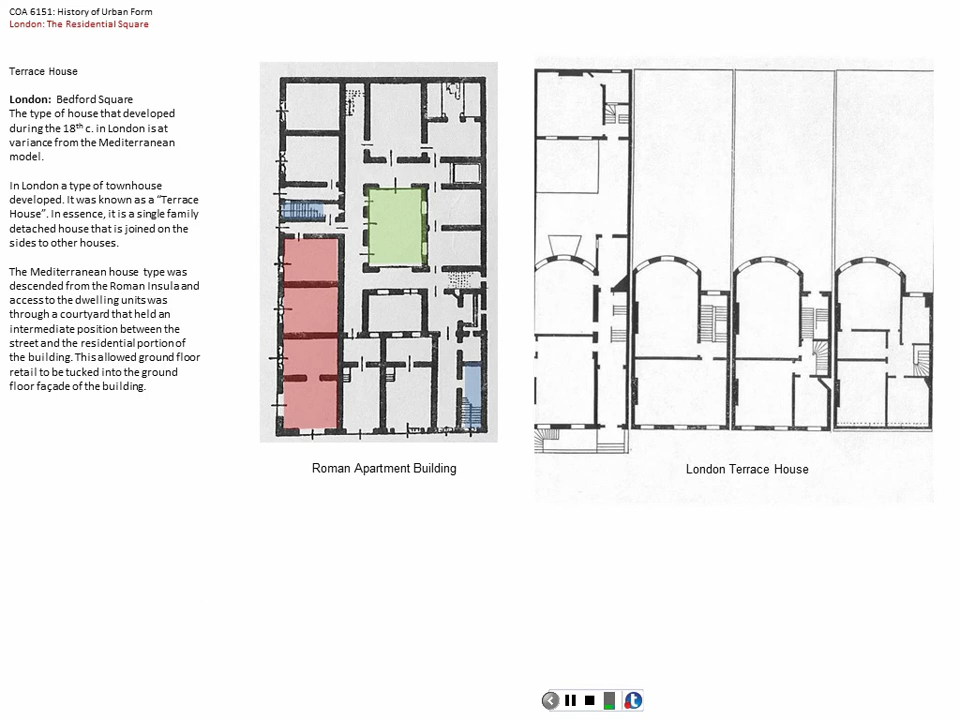 COA 6151: History of Urban Form
London: The Residential Square
Terrace House
London: Bedford Square
The type of house that developed
during the 18th c. in London is at
variance from the Mediterranean
model.
In London a type of townhouse
developed. It was known as a “Terrace
House”. In essence, it is a single family
detached house that is joined on the
sides to other houses.
The Mediterranean house type was
descended from the Roman Insula and
access to the dwelling units was
through a courtyard that held an
intermediate position between the
street and the residential portion of
the building. This allowed ground floor
retail to be tucked into the ground
floor façade of the building.
Roman Apartment Building
London Terrace House